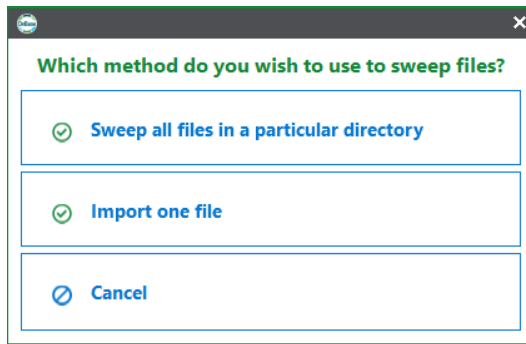 Which method do you wish to use to sweep files?
Sweep all files in a particular directory
Import one file
Cancel